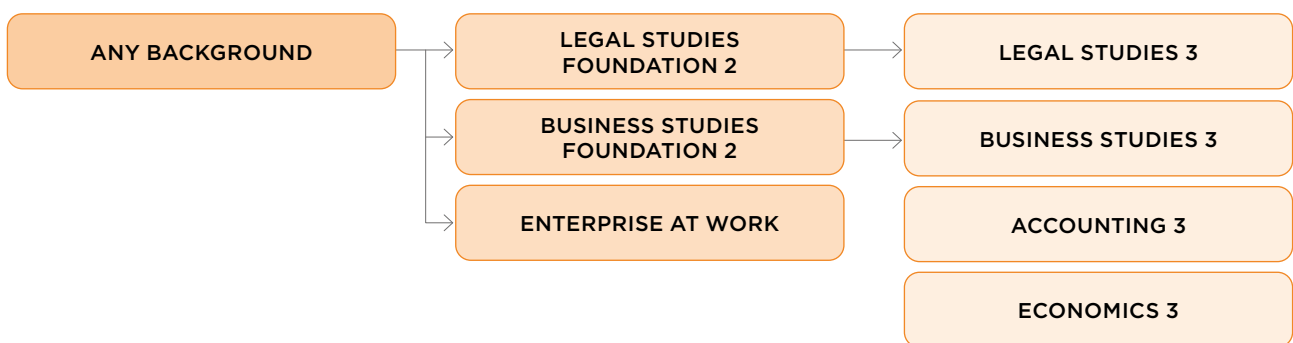 ANY BACKGROUND
LEGAL STUDIES
FOUNDATION 2
LEGAL STUDIES 3
BUSINESS STUDIES
FOUNDATION 2
BUSINESS STUDIES 3
ENTERPRISE AT WORK
ACCOUNTING 3
ECONOMICS 3